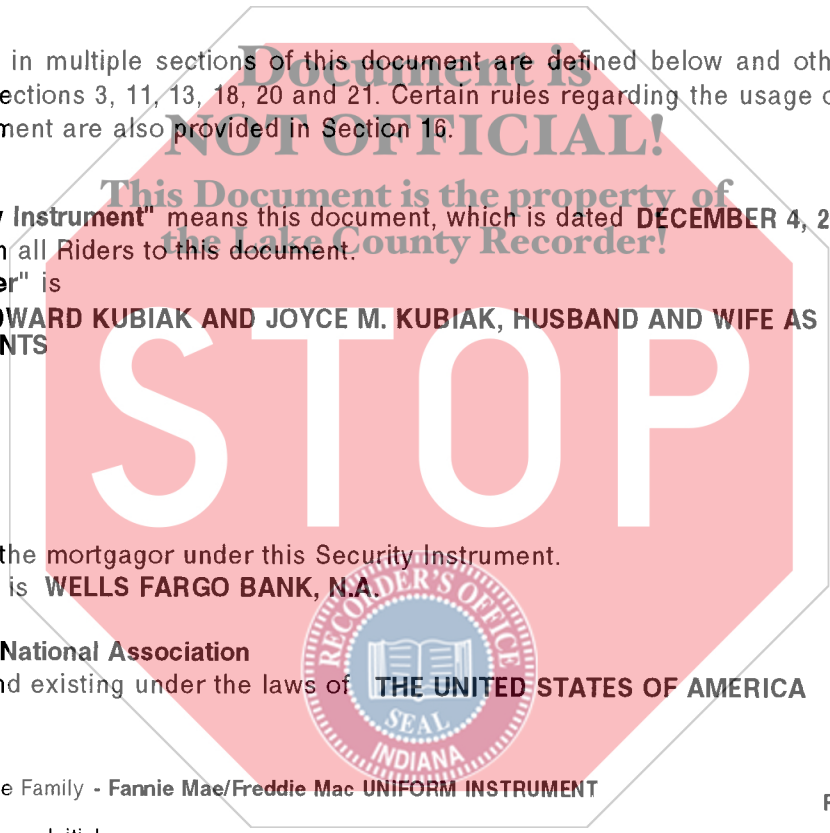 in multiple sections of this document are defined below and oth
Document is
ections 3, 11, 13, 18, 20 and 21. Certain rules regarding the usage o
ment are also provided in Section 16.
NOT OFFICIAL!
This Document is the property of
y Instrument" means this document, which is dated DECEMBER 4, 2
the Lake County Recorder!
n all Riders to this document.
er" is
DWARD KUBIAK AND JOYCE M. KUBIAK, HUSBAND AND WIFE AS
NTS
STOP
the mortgagor under this Security Instrument.
is WELLS FARGO BANK, N.A.
RECORDER'S OFFICE
National Association
nd existing under the laws of THE UNITED STATES OF AMERICA
SEAL
INDIANA
e Family - Fannie Mae/Freddie Mac UNIFORM INSTRUMENT